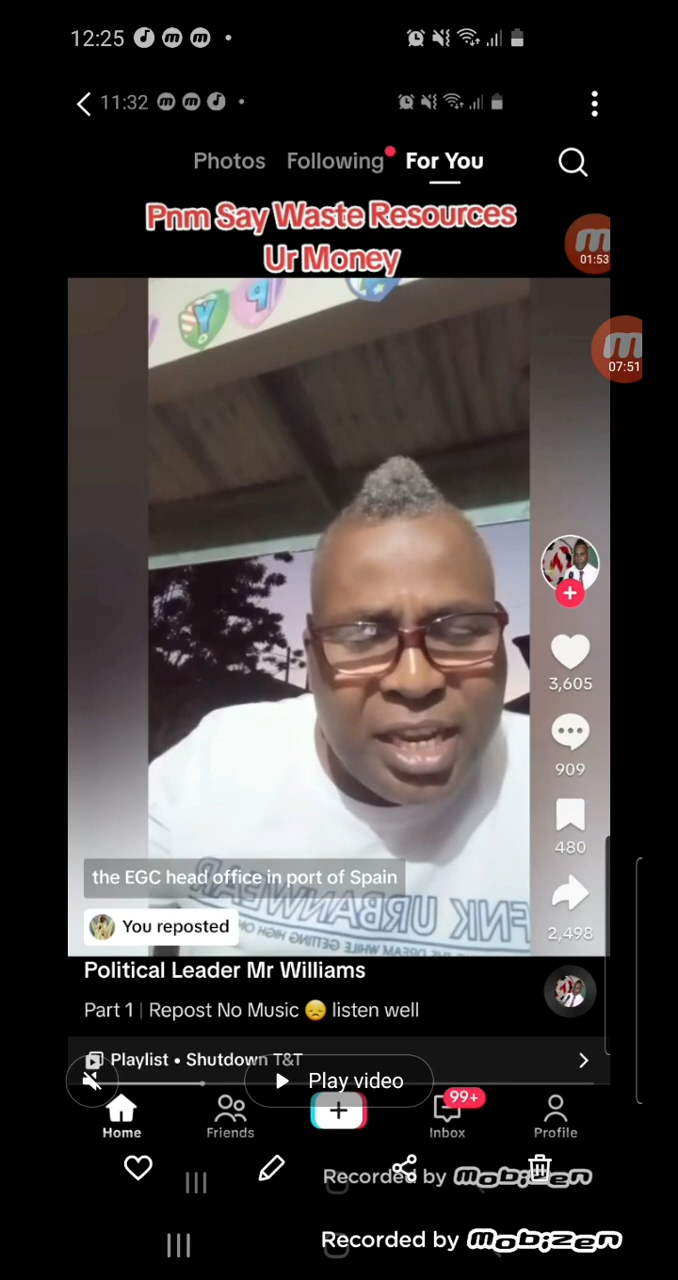 12:25
11:32
Photos Following For You
Pnm Say Waste Resources
Ur Money
01:53
07:51
3,605
909
480
the EGC head office in port of Spain
FNK URBANWEAR
You reposted
2,498
Political Leader Mr Williams
Part 1 | Repost No Music 😞 listen well
Playlist • Shutdown T&T
Play video
99+
Home Friends Inbox Profile
Recorded by mobizen
Recorded by mobizen